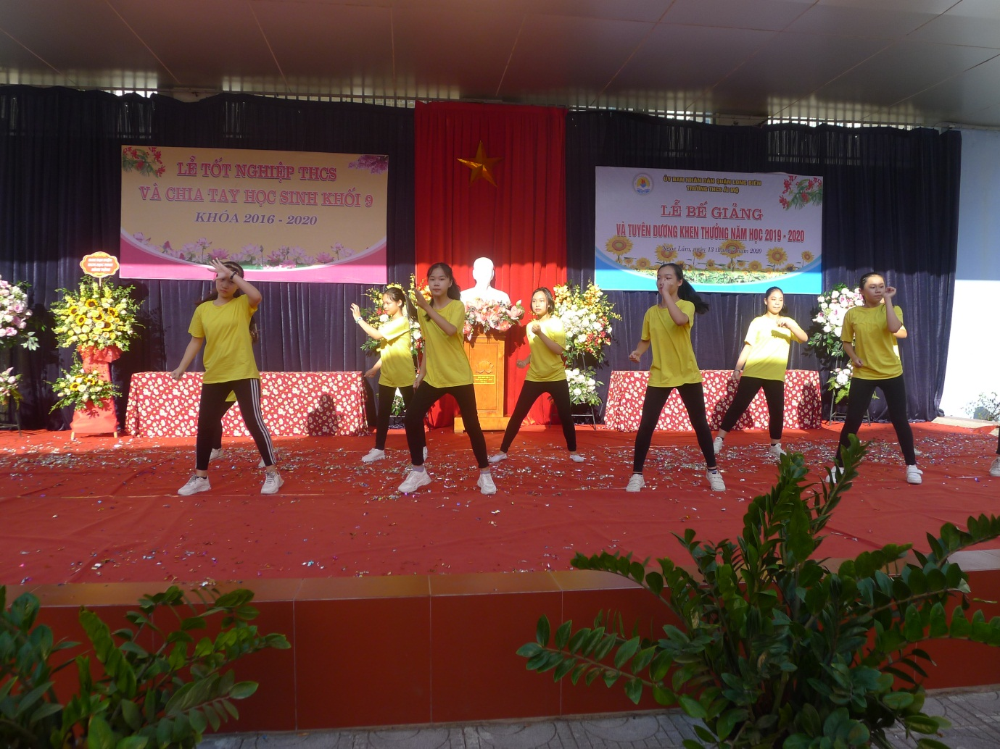 LỄ TỐT NGHIỆP THCS
VÀ CHIA TAY HỌC SINH KHỐI 9
KHÓA 2016 - 2020
ỦY BAN NHÂN DÂN QUẬN LONG BIÊN
TRƯỜNG THCS ÁI MỘ
LỄ BẾ GIẢNG
VÀ TUYÊN DƯƠNG KHEN THƯỞNG NĂM HỌC 2019 - 2020
Ngọc Lâm, ngày 13 tháng năm 2020